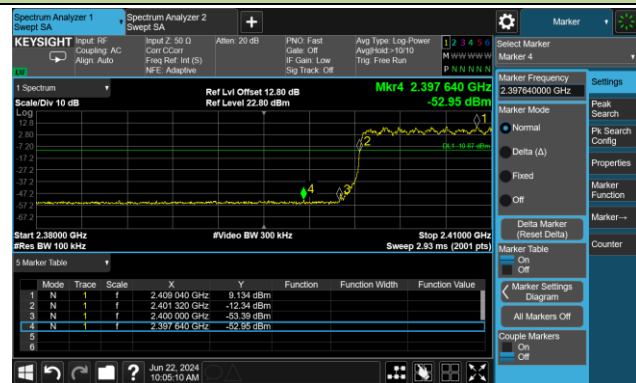 Spectrum Analyzer 1
Swept SA
Spectrum Analyzer 2
Swept SA
+
Marker
KEYSIGHT
Input: RF
Coupling: AC
Align: Auto
Input Z: 50 Ω
Corr CCorr
Freq Ref: Int (S)
NFE: Adaptive
Atten: 20 dB
PNO: Fast
Gate: Off
IF Gain: Low
Sig Track: Off
Avg Type: Log-Power
Avg|Hold:>10/10
Trig: Free Run
1 2 3 4 5 6
M W W W W W
P N N N N N
LXI
Select Marker
Marker 4
1 Spectrum
Scale/Div 10 dB
Log
Ref Lvl Offset 12.80 dB
Ref Level 22.80 dBm
Mkr4 2.397 640 GHz
-52.95 dBm
12.8
2.80
-7.20
-17.2
-27.2
-37.2
-47.2
-57.2
-67.2
1
2
3
4
DL1 -10.87 dBm
Start 2.38000 GHz
#Res BW 100 kHz
#Video BW 300 kHz
Stop 2.41000 GHz
Sweep 2.93 ms (2001 pts)
5 Marker Table
Mode Trace Scale X Y Function Function Width Function Value
1 N 1 f 2.409 040 GHz 9.134 dBm
2 N 1 f 2.401 320 GHz -12.34 dBm
3 N 1 f 2.400 000 GHz -53.39 dBm
4 N 1 f 2.397 640 GHz -52.95 dBm
5
6
Marker Frequency
2.397640000 GHz
Marker Mode
Normal
Delta (Δ)
Fixed
Off
Delta Marker
(Reset Delta)
Marker Table
On
Off
Marker Settings
Diagram
All Markers Off
Couple Markers
On
Off
Settings
Peak
Search
Pk Search
Config
Properties
Marker
Function
Marker→
Counter
?
Jun 22, 2024
10:05:10 AM